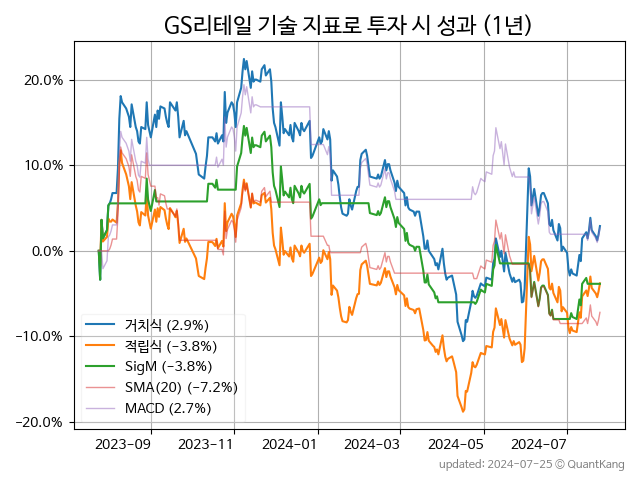 GS리테일 기술 지표로 투자 시 성과 (1년)
20.0%
10.0%
0.0%
−10.0%
−20.0%
거치식 (2.9%)
적립식 (−3.8%)
SigM (−3.8%)
SMA(20) (−7.2%)
MACD (2.7%)
2023-09
2023-11
2024-01
2024-03
2024-05
2024-07
updated: 2024-07-25 © QuantKang